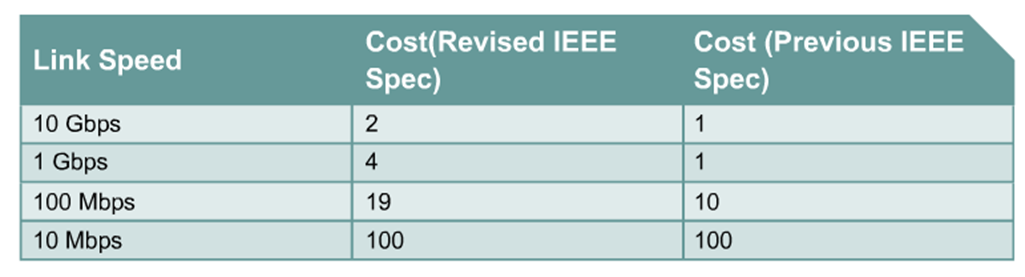 Link Speed Cost(Revised IEEE Spec) Cost (Previous IEEE Spec)
10 Gbps 2 1
1 Gbps 4 1
100 Mbps 19 10
10 Mbps 100 100